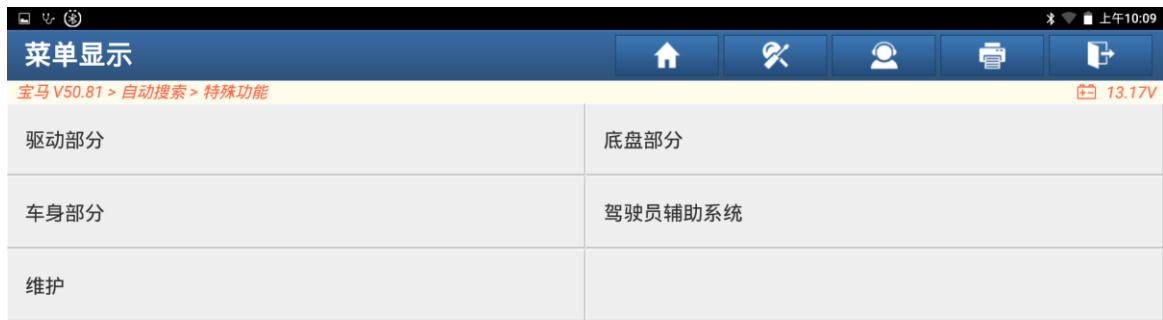 上午10:09
菜单显示
宝马 V50.81 > 自动搜索 > 特殊功能 13.17V
驱动部分 底盘部分
车身部分 驾驶员辅助系统
维护